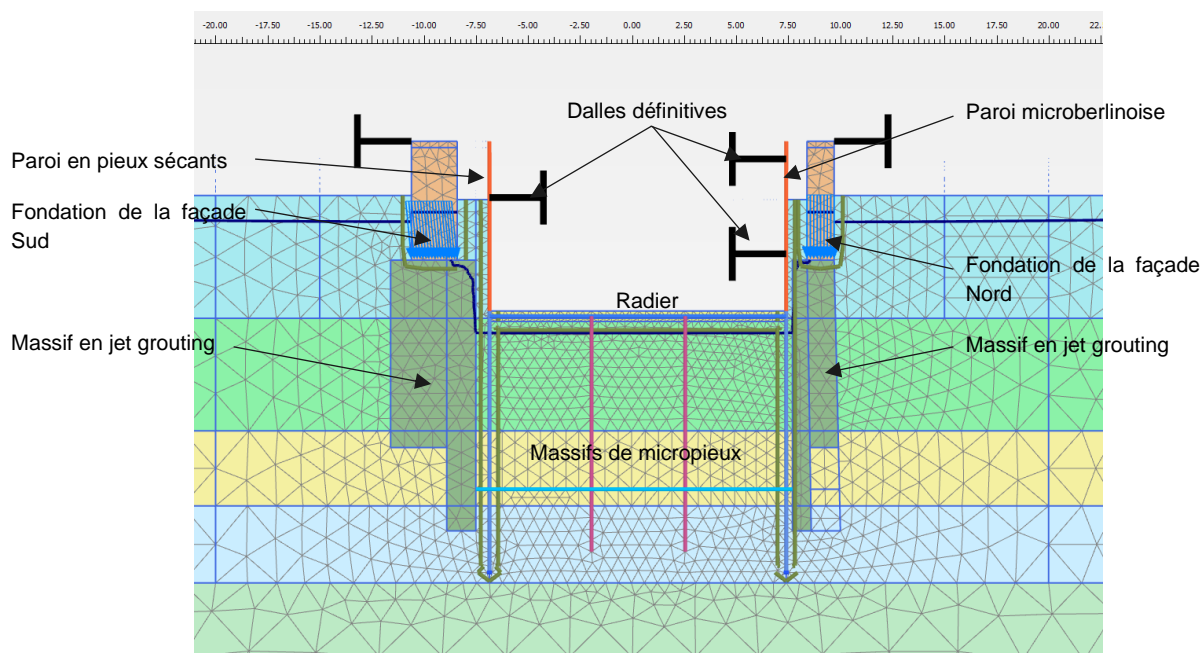 -20.00 -17.50 -15.00 -12.50 -10.00 -7.50 -5.00 -2.50 0.00 2.50 5.00 7.50 10.00 12.50 15.00 17.50 20.00 22.
Dalles définitives
Paroi microberlinoise
Paroi en pieux sécants
Fondation de la façade
Sud
Fondation de la façade
Nord
Radier
Massif en jet grouting
Massif en jet grouting
Massifs de micropieux